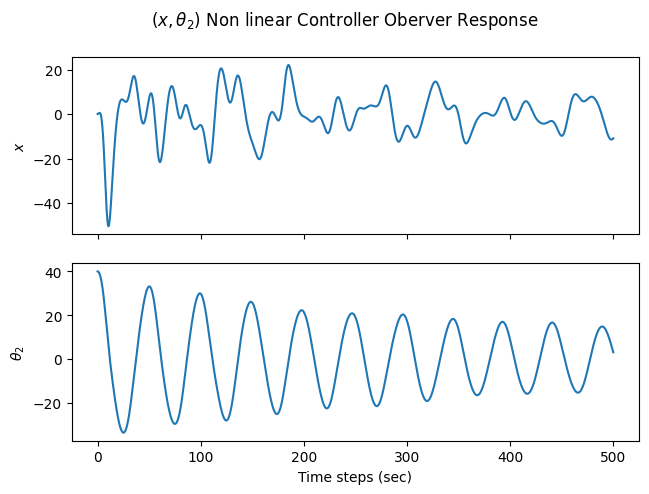 (x, θ₂) Non linear Controller Oberver Response
20
0
−20
−40
x
40
20
0
−20
θ₂
0 100 200 300 400 500
Time steps (sec)